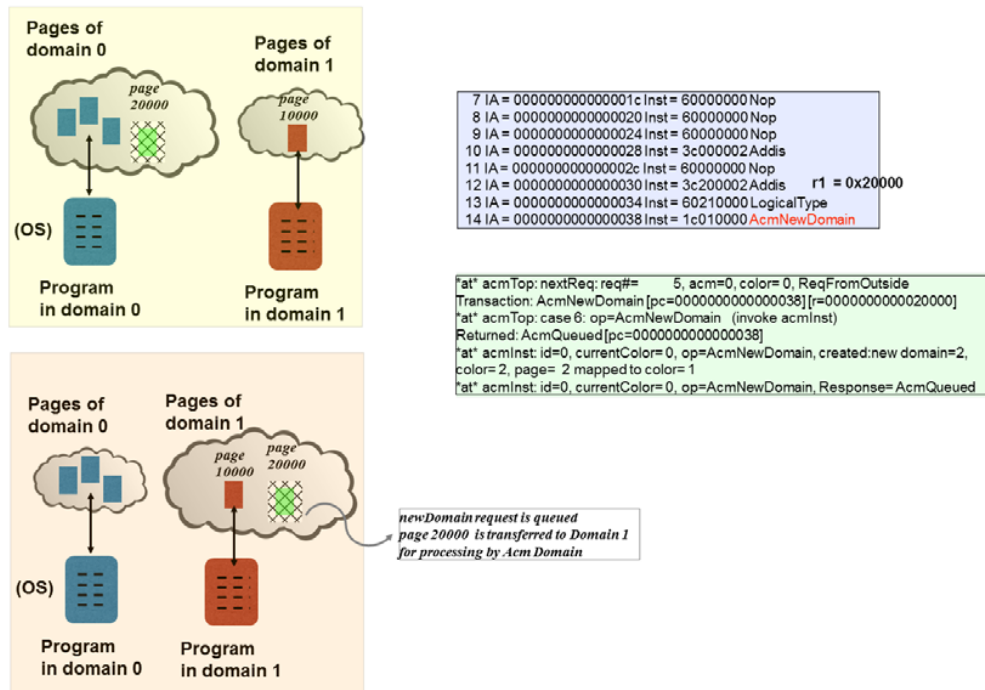 Pages of
domain 0
page
20000
Pages of
domain 1
page
10000
(OS)
Program
in domain 0
Program
in domain 1
7 IA = 000000000000001c Inst = 60000000 Nop
8 IA = 0000000000000020 Inst = 60000000 Nop
9 IA = 0000000000000024 Inst = 60000000 Nop
10 IA = 0000000000000028 Inst = 3c000002 Addis
11 IA = 000000000000002c Inst = 60000000 Nop
12 IA = 0000000000000030 Inst = 3c200002 Addis r1 = 0x20000
13 IA = 0000000000000034 Inst = 60210000 LogicalType
14 IA = 0000000000000038 Inst = 1c010000 AcmNewDomain
*at* acmTop: nextReq: req#= 5, acm=0, color= 0, ReqFromOutside
Transaction: AcmNewDomain [pc=0000000000000038] [r=0000000000020000]
*at* acmTop: case 6: op=AcmNewDomain (invoke acmInst)
Returned: AcmQueued [pc=0000000000000038]
*at* acmInst: id=0, currentColor= 0, op=AcmNewDomain, created:new domain=2,
color= 2, page= 2 mapped to color= 1
*at* acmInst: id=0, currentColor= 0, op=AcmNewDomain, Response= AcmQueued
Pages of
domain 0
Pages of
domain 1
page
10000
page
20000
newDomain request is queued
page 20000 is transferred to Domain 1
for processing by Acm Domain
(OS)
Program
in domain 0
Program
in domain 1